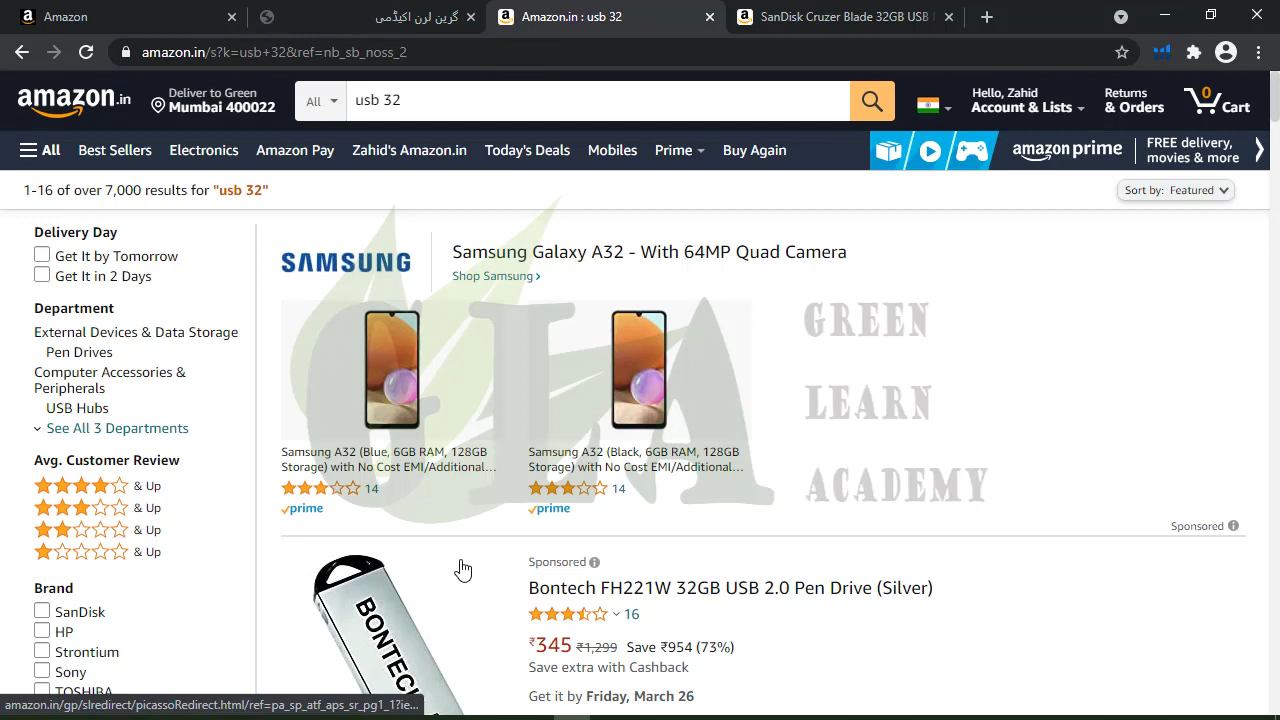 Amazon
گرین لرن اکیڈمی
Amazon.in : usb 32
SanDisk Cruzer Blade 32GB USB
amazon.in/s?k=usb+32&ref=nb_sb_noss_2
amazon.in
Deliver to Green
Mumbai 400022
All
usb 32
Hello, Zahid
Account & Lists
Returns
& Orders
0
Cart
All
Best Sellers
Electronics
Amazon Pay
Zahid's Amazon.in
Today's Deals
Mobiles
Prime
Buy Again
amazon prime
FREE delivery,
movies & more
1-16 of over 7,000 results for "usb 32"
Sort by: Featured
Delivery Day
Get It by Tomorrow
Get It in 2 Days
Department
External Devices & Data Storage
Pen Drives
Computer Accessories &
Peripherals
USB Hubs
See All 3 Departments
Avg. Customer Review
& Up
& Up
& Up
& Up
Brand
SanDisk
HP
Strontium
Sony
TOSHIBA
SAMSUNG
Samsung Galaxy A32 - With 64MP Quad Camera
Shop Samsung ›
Samsung A32 (Blue, 6GB RAM, 128GB
Storage) with No Cost EMI/Additional...
14
prime
Samsung A32 (Black, 6GB RAM, 128GB
Storage) with No Cost EMI/Additional...
14
prime
GLA
GREEN
LEARN
ACADEMY
Sponsored
BONTECH
Sponsored
Bontech FH221W 32GB USB 2.0 Pen Drive (Silver)
16
₹345 ₹1,299 Save ₹954 (73%)
Save extra with Cashback
Get it by Friday, March 26
amazon.in/gp/slredirect/picassoRedirect.html/ref=pa_sp_atf_aps_sr_pg1_1?ie...